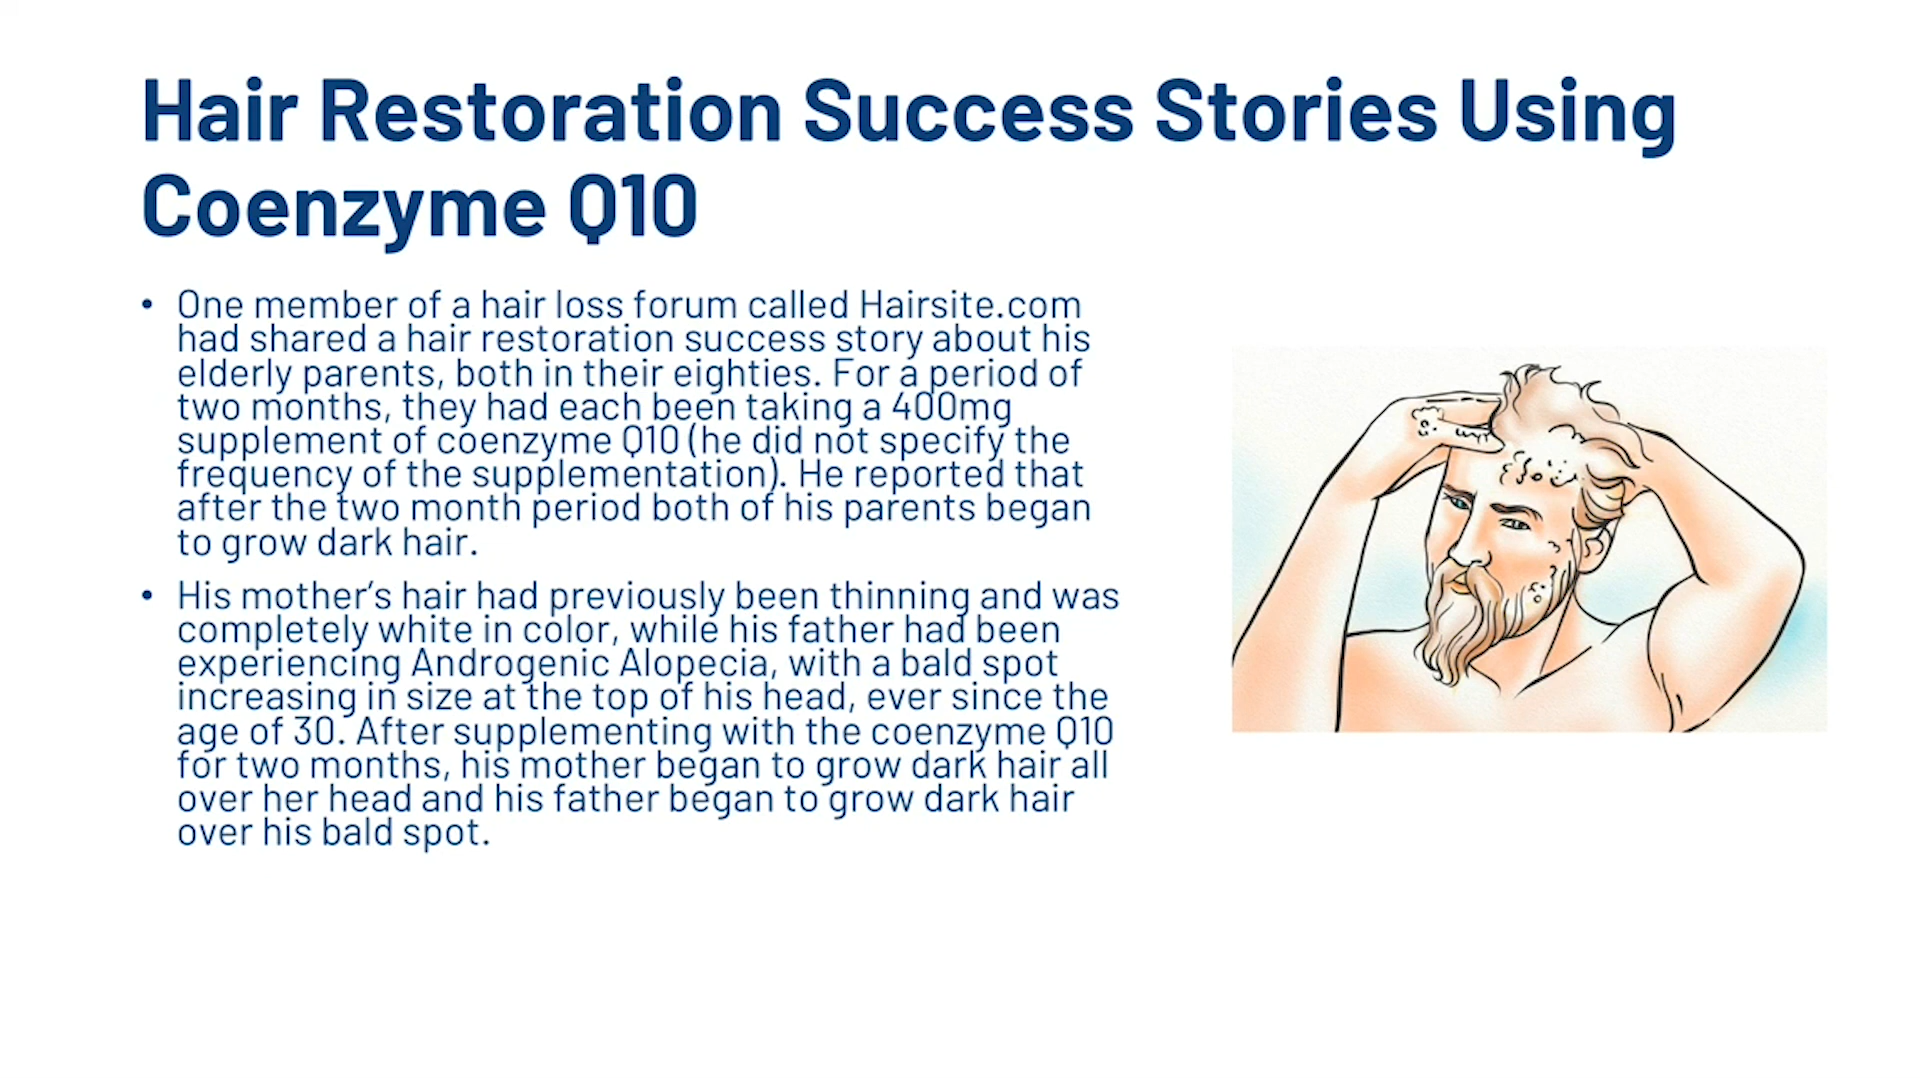 Hair Restoration Success Stories Using
Coenzyme Q10
• One member of a hair loss forum called Hairsite.com
had shared a hair restoration success story about his
elderly parents, both in their eighties. For a period of
two months, they had each been taking a 400mg
supplement of coenzyme Q10 (he did not specify the
frequency of the supplementation). He reported that
after the two month period both of his parents began
to grow dark hair.
• His mother‘s hair had previously been thinning and was
completely white in color, while his father had been
experiencing Androgenic Alopecia, with a bald spot
increasing in size at the top of his head, ever since the
age of 30. After supplementing with the coenzyme Q10
for two months, his mother began to grow dark hair all
over her head and his father began to grow dark hair
over his bald spot.